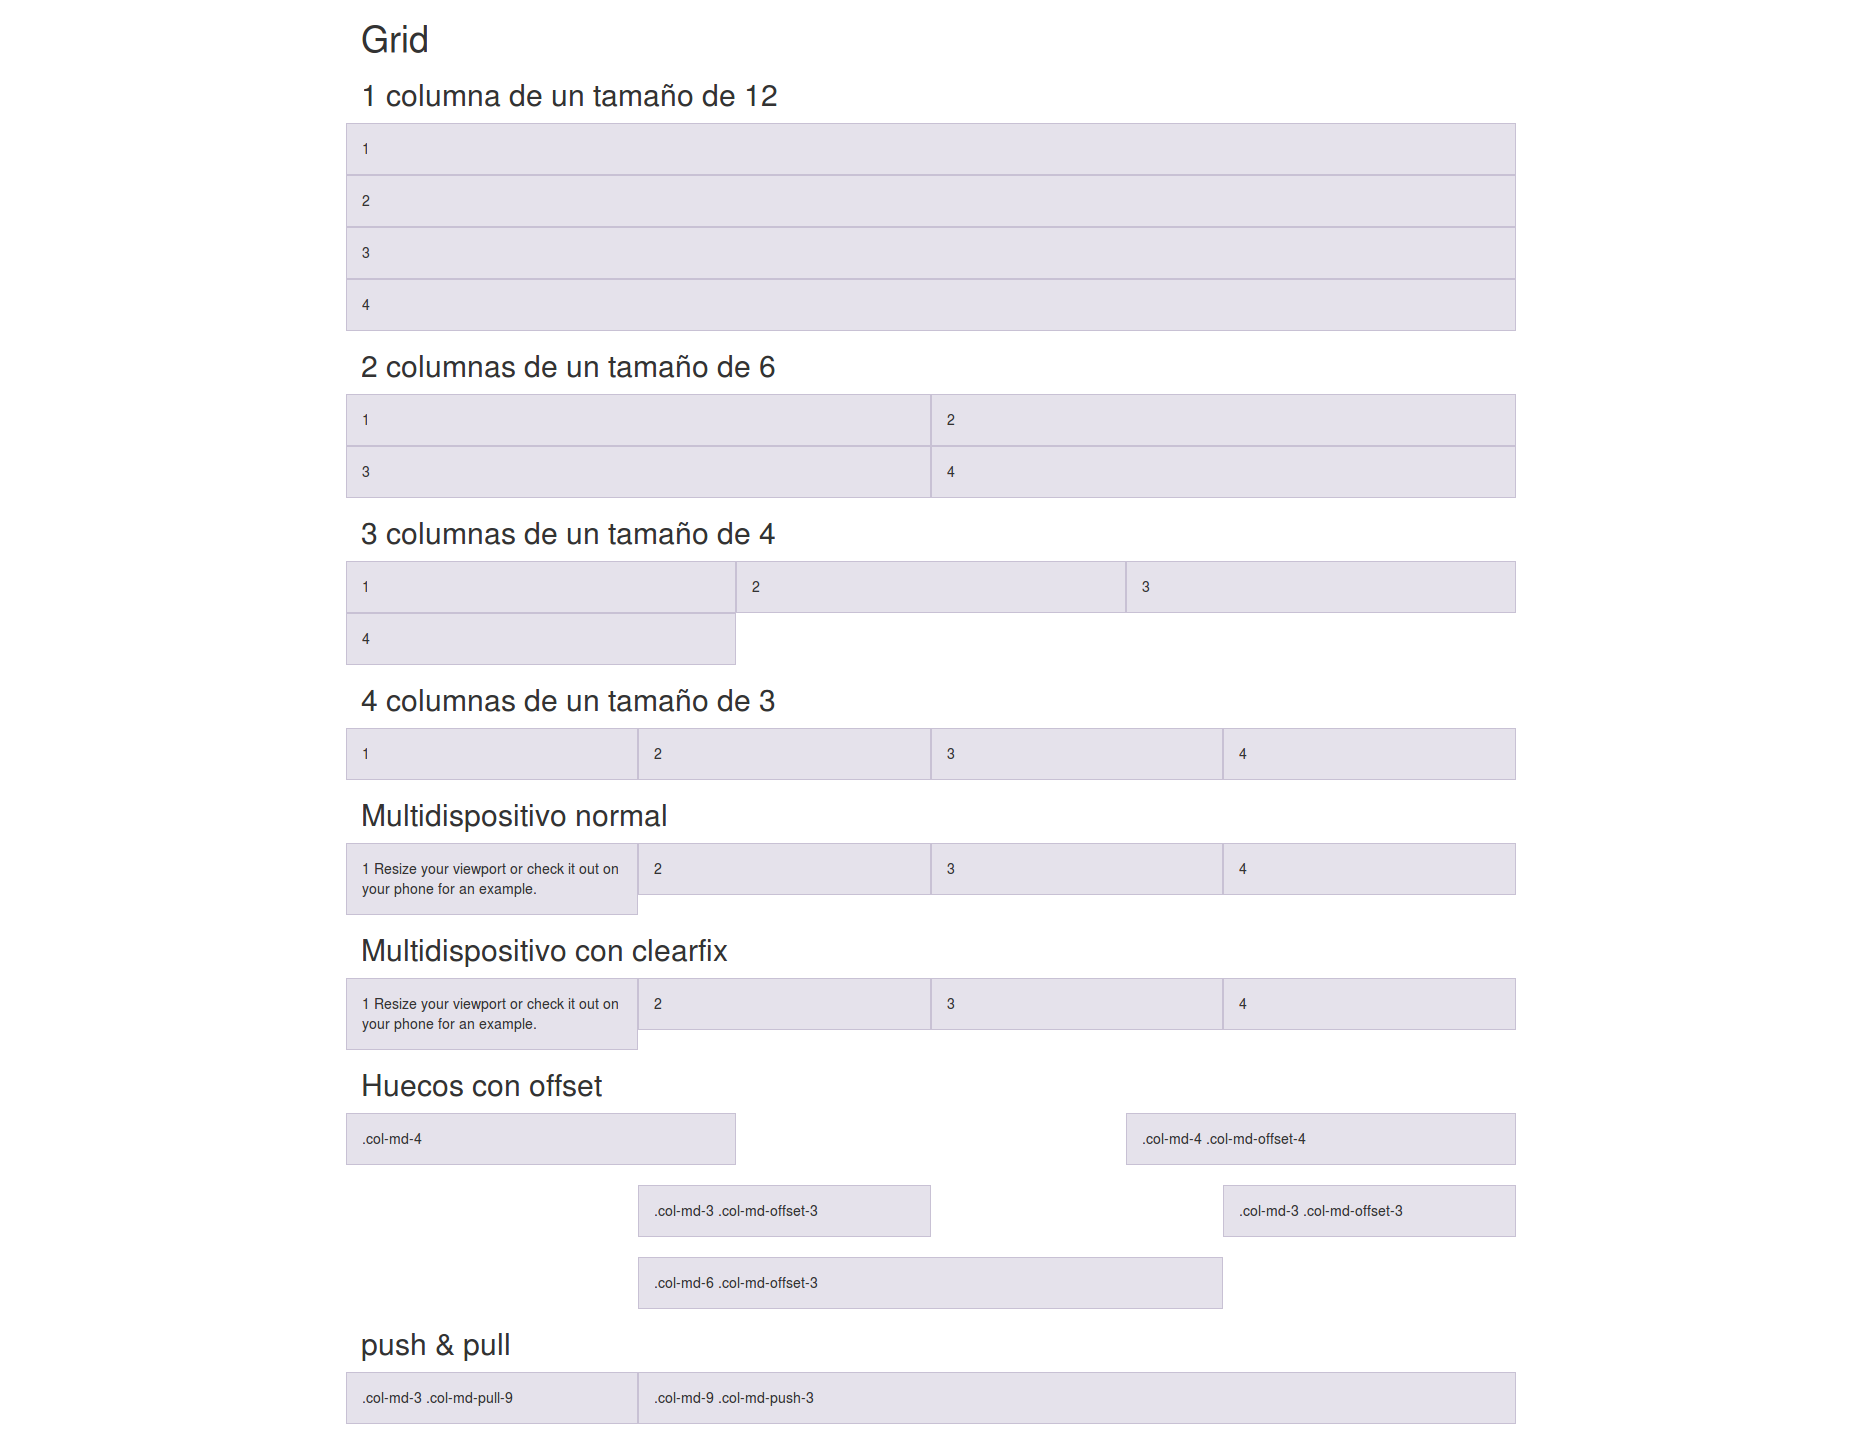 Grid
1 columna de un tamaño de 12
1
2
3
4
2 columnas de un tamaño de 6
1 2
3 4
3 columnas de un tamaño de 4
1 2 3
4
4 columnas de un tamaño de 3
1 2 3 4
Multidispositivo normal
1 Resize your viewport or check it out on
your phone for an example.
2 3 4
Multidispositivo con clearfix
1 Resize your viewport or check it out on
your phone for an example.
2 3 4
Huecos con offset
.col-md-4 .col-md-4 .col-md-offset-4
.col-md-3 .col-md-offset-3 .col-md-3 .col-md-offset-3
.col-md-6 .col-md-offset-3
push & pull
.col-md-3 .col-md-pull-9 .col-md-9 .col-md-push-3